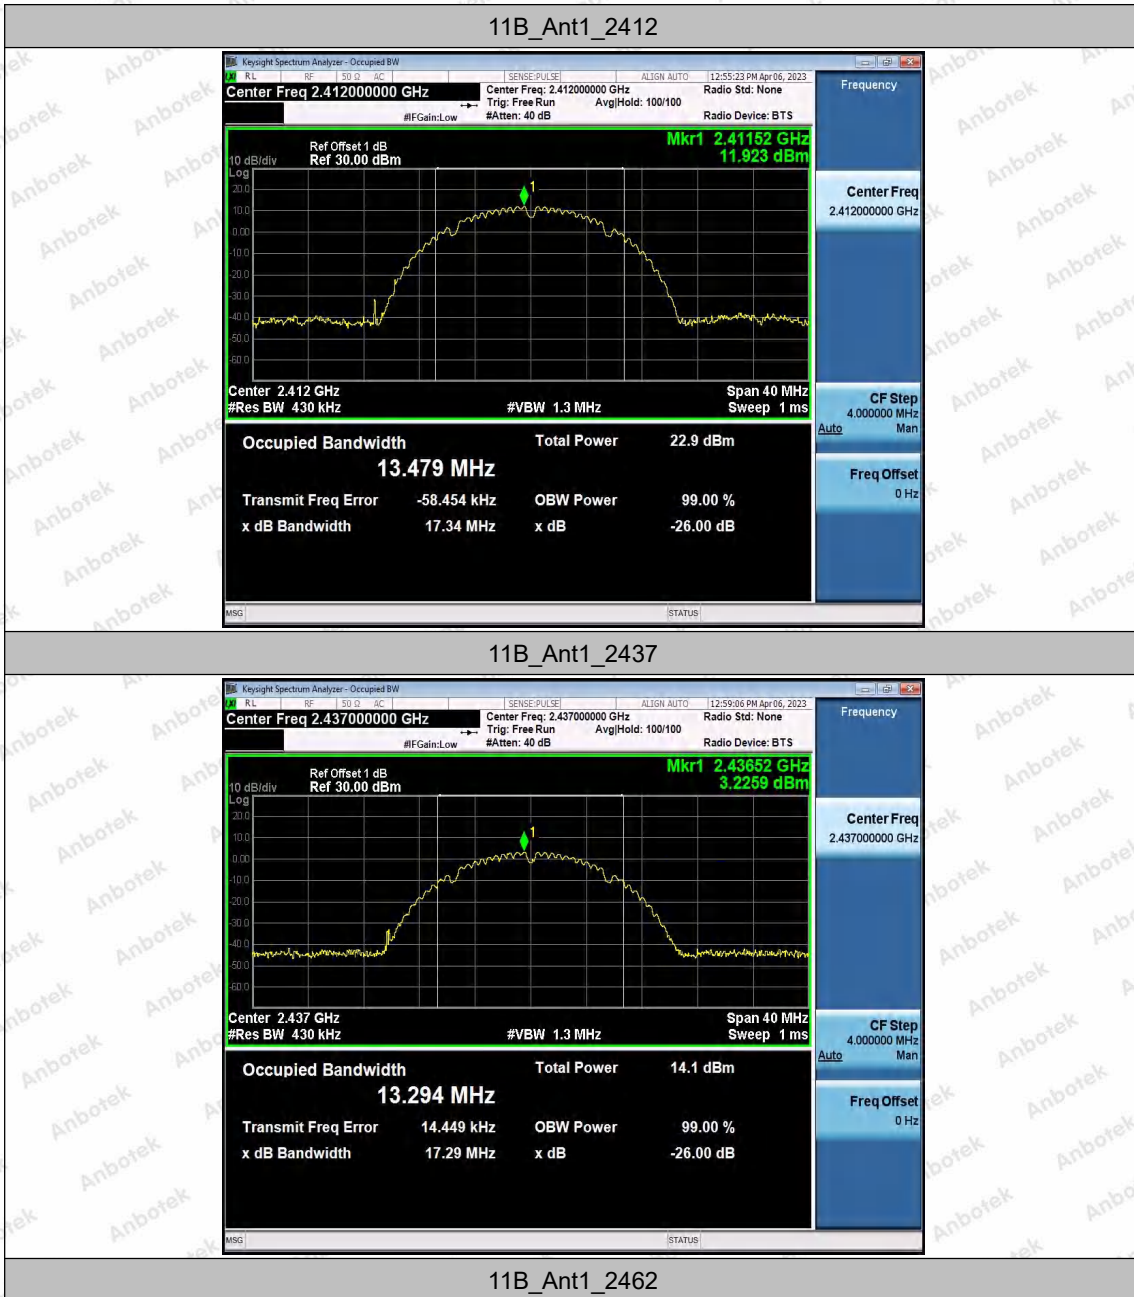 11B_Ant1_2412
Keysight Spectrum Analyzer - Occupied BW
RL RF 50 Ω AC SENSE:PULSE ALIGN AUTO 12:55:23 PM Apr 06, 2023
Center Freq 2.412000000 GHz Center Freq: 2.412000000 GHz Radio Std: None Frequency
Trig: Free Run Avg|Hold: 100/100
#IFGain:Low #Atten: 40 dB Radio Device: BTS
Mkr1 2.41152 GHz
11.923 dBm
Ref Offset 1 dB
10 dB/div Ref 30.00 dBm
Log
20.0
10.0
0.00
-10.0
-20.0
-30.0
-40.0
-50.0
-60.0
1
Center Freq
2.412000000 GHz
Center 2.412 GHz Span 40 MHz
#Res BW 430 kHz #VBW 1.3 MHz Sweep 1 ms
CF Step
4.000000 MHz
Auto Man
Occupied Bandwidth Total Power 22.9 dBm
13.479 MHz
Transmit Freq Error -58.454 kHz OBW Power 99.00 %
x dB Bandwidth 17.34 MHz x dB -26.00 dB
Freq Offset
0 Hz
MSG STATUS
11B_Ant1_2437
Keysight Spectrum Analyzer - Occupied BW
RL RF 50 Ω AC SENSE:PULSE ALIGN AUTO 12:59:06 PM Apr 06, 2023
Center Freq 2.437000000 GHz Center Freq: 2.437000000 GHz Radio Std: None Frequency
Trig: Free Run Avg|Hold: 100/100
#IFGain:Low #Atten: 40 dB Radio Device: BTS
Mkr1 2.43652 GHz
3.2259 dBm
Ref Offset 1 dB
10 dB/div Ref 30.00 dBm
Log
20.0
10.0
0.00
-10.0
-20.0
-30.0
-40.0
-50.0
-60.0
1
Center Freq
2.437000000 GHz
Center 2.437 GHz Span 40 MHz
#Res BW 430 kHz #VBW 1.3 MHz Sweep 1 ms
CF Step
4.000000 MHz
Auto Man
Occupied Bandwidth Total Power 14.1 dBm
13.294 MHz
Transmit Freq Error 14.449 kHz OBW Power 99.00 %
x dB Bandwidth 17.29 MHz x dB -26.00 dB
Freq Offset
0 Hz
MSG STATUS
11B_Ant1_2462
Anbotek